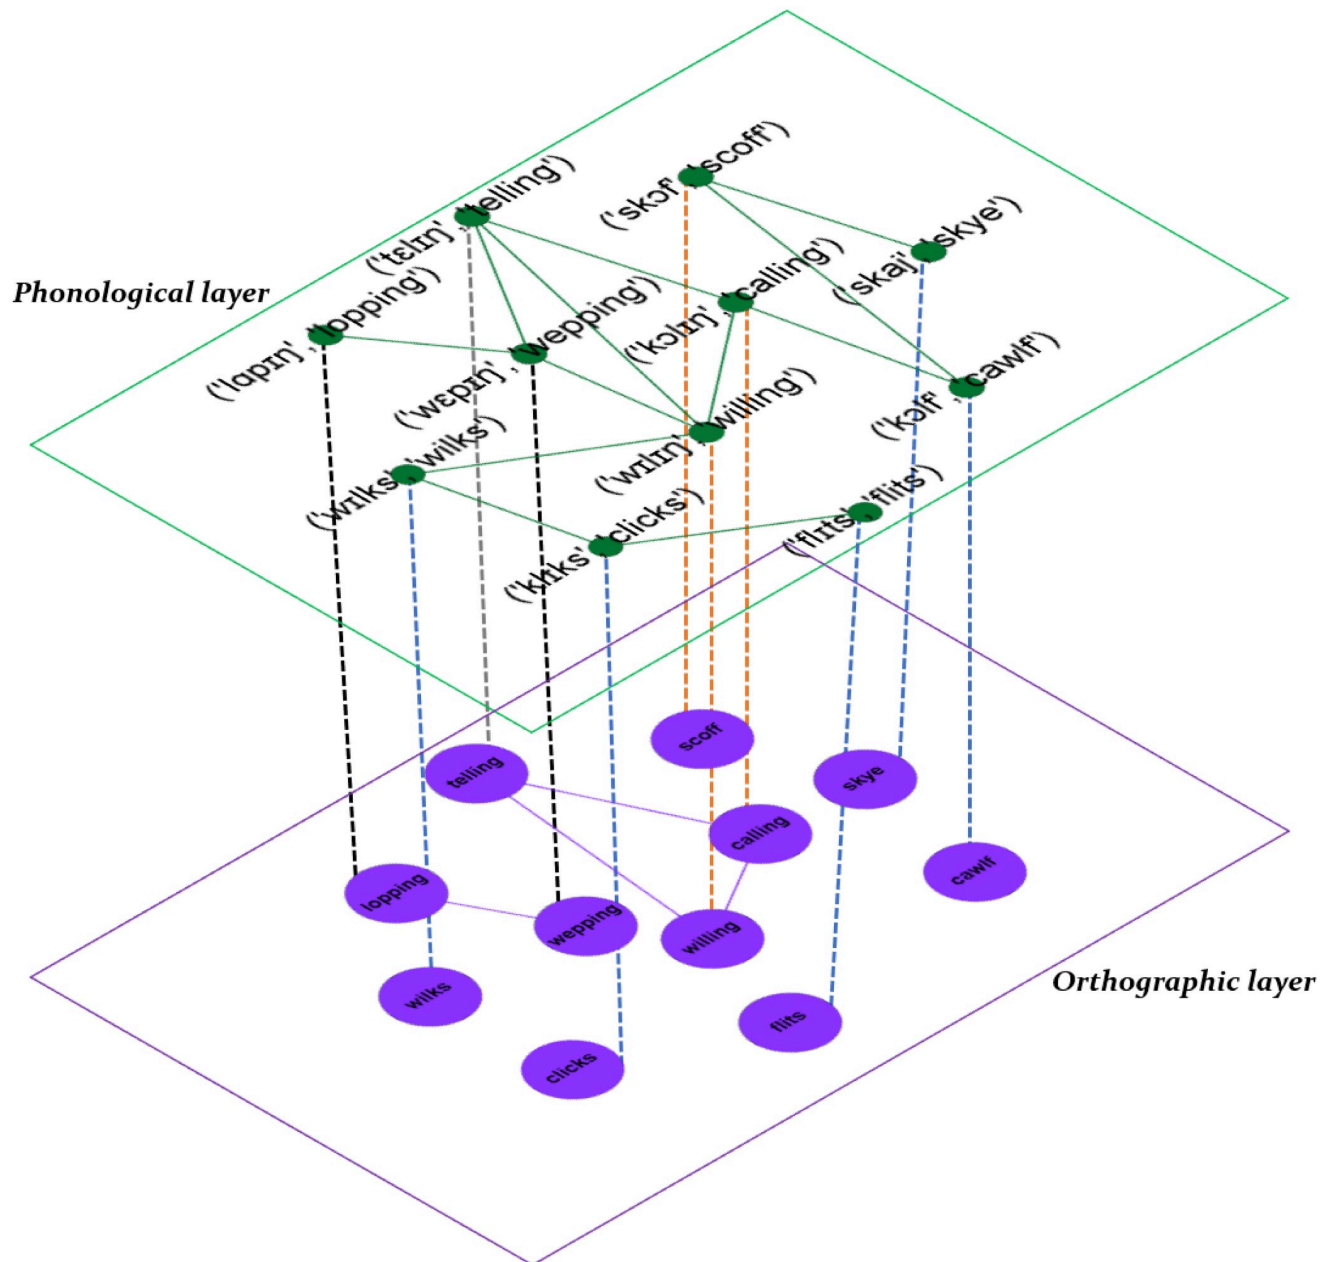 ('skɔf' ,'scoff')
('tɛlɪŋ' ,'telling')
('skaj' ,'skye')
('kɔlɪŋ' ,'calling')
Phonological layer
('lɑpɪŋ' ,'lopping')
('wɛpɪŋ' ,'wepping')
('kɔlf' ,'cawlf')
('wɪlɪŋ' ,'willing')
('wɪlks' ,'wilks')
('flɪts' ,'flits')
('klɪks' ,'clicks')
scoff
telling
skye
calling
cawlf
lopping
wepping
willing
Orthographic layer
wilks
flits
clicks